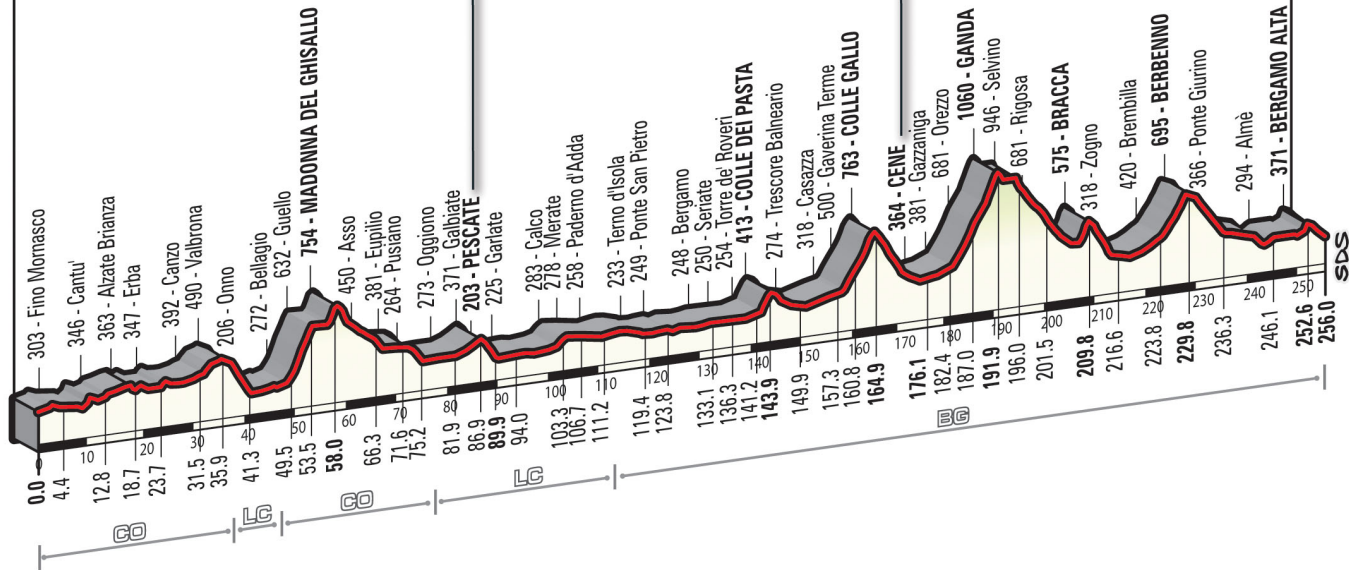 303 - Fino Mornasco
346 - Cantu'
363 - Alzate Brianza
347 - Erba
392 - Canzo
490 - Valbrona
206 - Onno
272 - Bellagio
632 - Guello
754 - MADONNA DEL GHISALLO
450 - Asso
381 - Eupilio
264 - Pusiano
273 - Oggiono
371 - Galbiate
203 - PESCATE
225 - Garlate
283 - Calco
278 - Merate
258 - Paderno d'Adda
233 - Terno d'Isola
249 - Ponte San Pietro
248 - Bergamo
250 - Seriate
254 - Torre de' Roveri
413 - COLLE DEI PASTA
274 - Trescore Balneario
318 - Casazza
500 - Gaverina Terme
763 - COLLE GALLO
364 - CENE
381 - Gazzaniga
681 - Orezzo
1060 - GANDA
946 - Selvino
681 - Rigosa
575 - BRACCA
318 - Zogno
420 - Brembilla
695 - BERBENNO
366 - Ponte Giurino
294 - Almè
371 - BERGAMO ALTA
SDS
0 10 20 30 40 50 60 70 80 90 100 110 120 130 140 150 160 170 180 190 200 210 220 230 240 250
0.0
4.4
12.8
18.7
23.7
31.5
35.9
41.3
49.5
53.5
58.0
66.3
71.6
75.2
81.9
86.9
89.9
94.0
103.3
106.7
111.2
119.4
123.8
133.1
136.3
141.2
143.9
149.9
157.3
160.8
164.9
176.1
182.4
187.0
191.9
196.0
201.5
209.8
216.6
223.8
229.8
236.3
246.1
252.6
256.0
CO
LC
CO
LC
BG